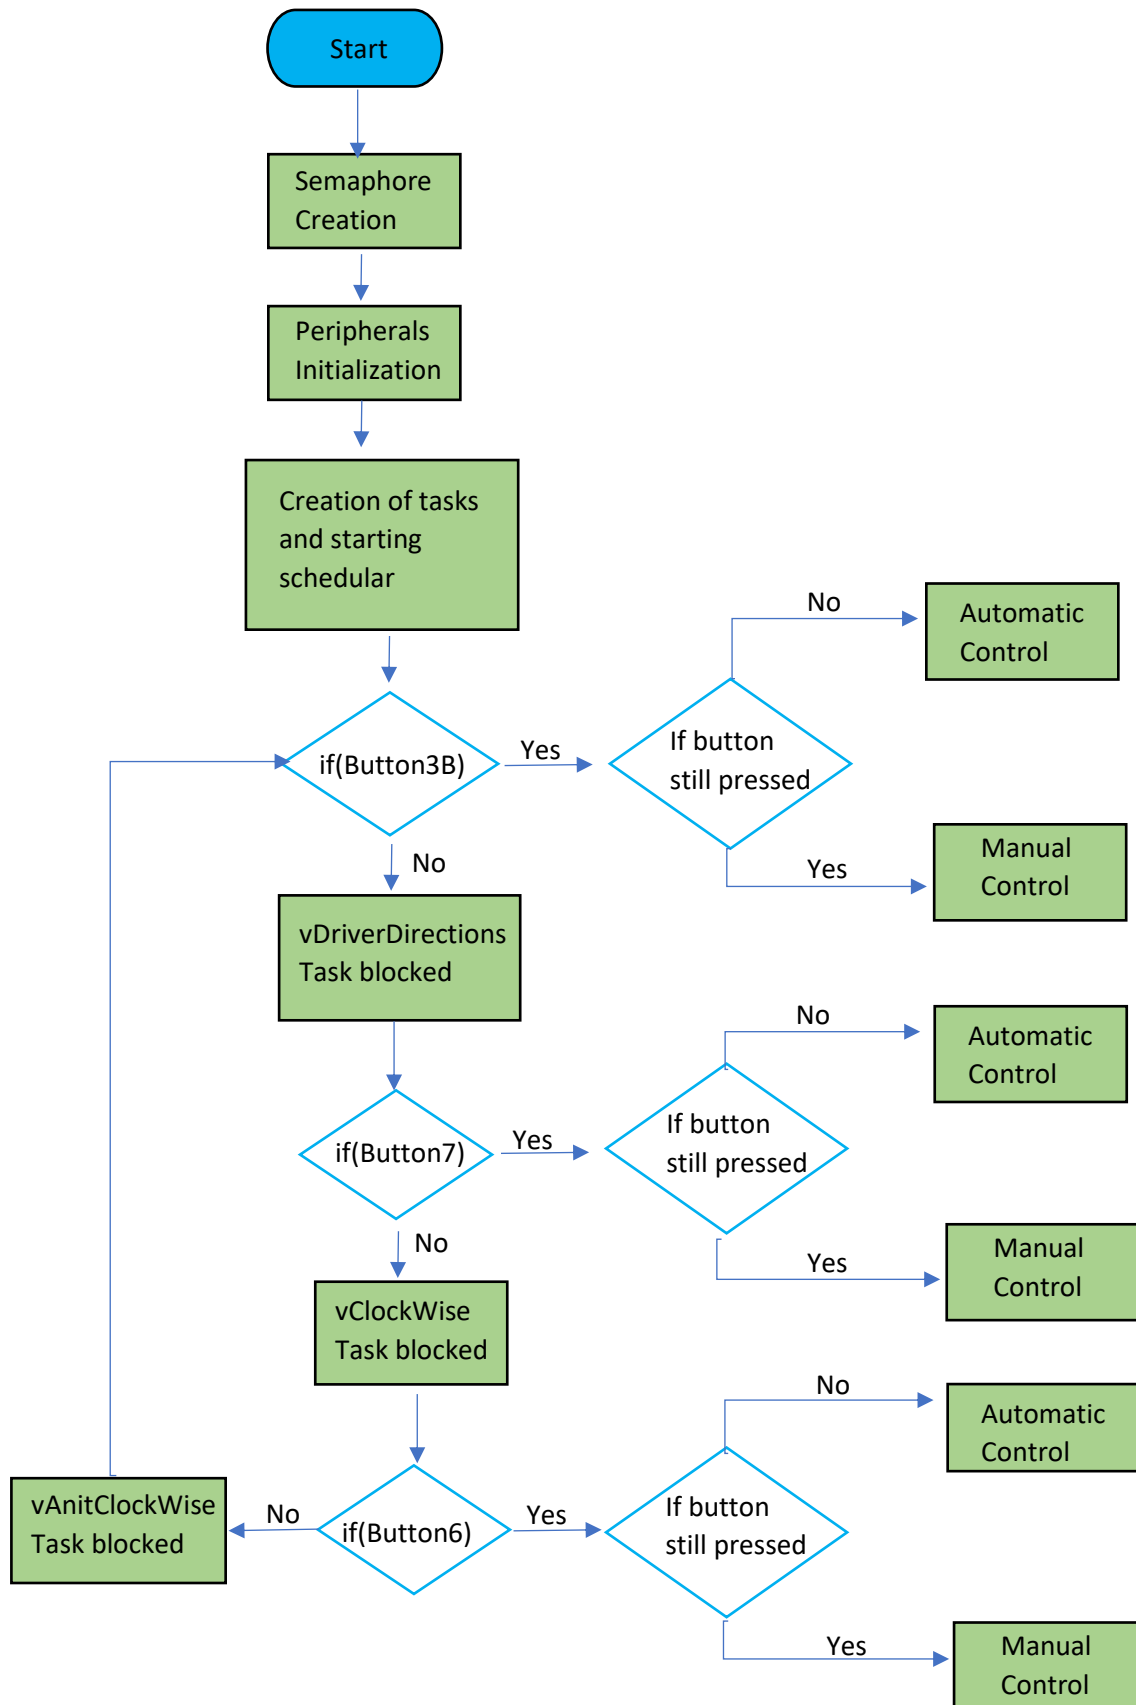 Start
Semaphore
Creation
Peripherals
Initialization
Creation of tasks
and starting
schedular
No
Automatic
Control
if(Button3B)
Yes
If button
still pressed
Yes
Manual
Control
No
vDriverDirections
Task blocked
No
Automatic
Control
if(Button7)
Yes
If button
still pressed
Yes
Manual
Control
No
vClockWise
Task blocked
No
Automatic
Control
vAnitClockWise
Task blocked
No
if(Button6)
Yes
If button
still pressed
Yes
Manual
Control